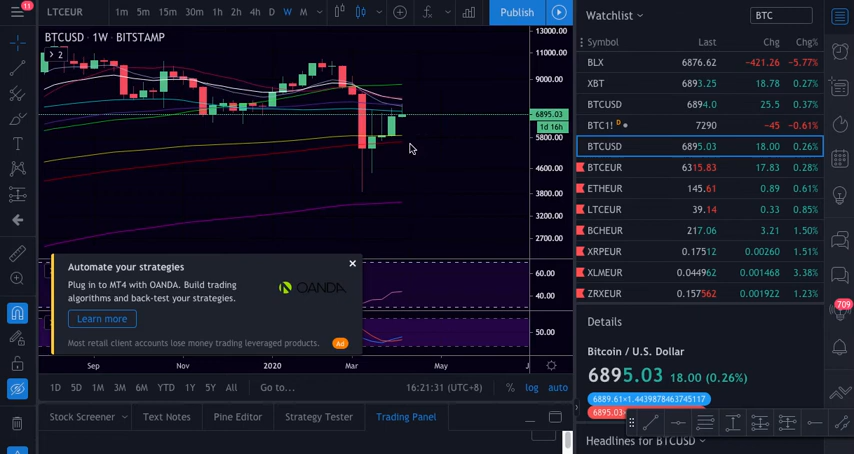 11
LTCEUR
1m 5m 15m 30m 1h 2h 4h D W M
Publish
BTCUSD · 1W · BITSTAMP
2
13000.00
11000.00
9000.00
6895.03
1d 16h
5800.00
4600.00
3800.00
3200.00
2700.00
60.00
40.00
50.00
Automate your strategies
Plug in to MT4 with OANDA. Build trading
algorithms and back-test your strategies.
OANDA
Learn more
Most retail client accounts lose money trading leveraged products.
Ad
Sep Nov 2020 Mar May
1D 5D 1M 3M 6M YTD 1Y 5Y All Go to...
16:21:31 (UTC+8) % log auto
Stock Screener Text Notes Pine Editor Strategy Tester Trading Panel
Watchlist
BTC
Symbol Last Chg Chg%
BLX 6876.62 -421.26 -5.77%
XBT 6893.25 18.78 0.27%
BTCUSD 6894.0 25.5 0.37%
BTC1! D 7290 -45 -0.61%
BTCUSD 6895.03 18.00 0.26%
BTCEUR 6315.83 17.83 0.28%
ETHEUR 145.61 0.89 0.61%
LTCEUR 39.14 0.33 0.85%
BCHEUR 217.06 3.21 1.50%
XRPEUR 0.17512 0.00260 1.51%
XLMEUR 0.044962 0.001468 3.38%
ZRXEUR 0.157562 0.001922 1.23%
709
Details
Bitcoin / U.S. Dollar
6895.03 18.00 (0.26%)
6889.61×1.4439878463745117
6895.03×
Headlines for BTCUSD